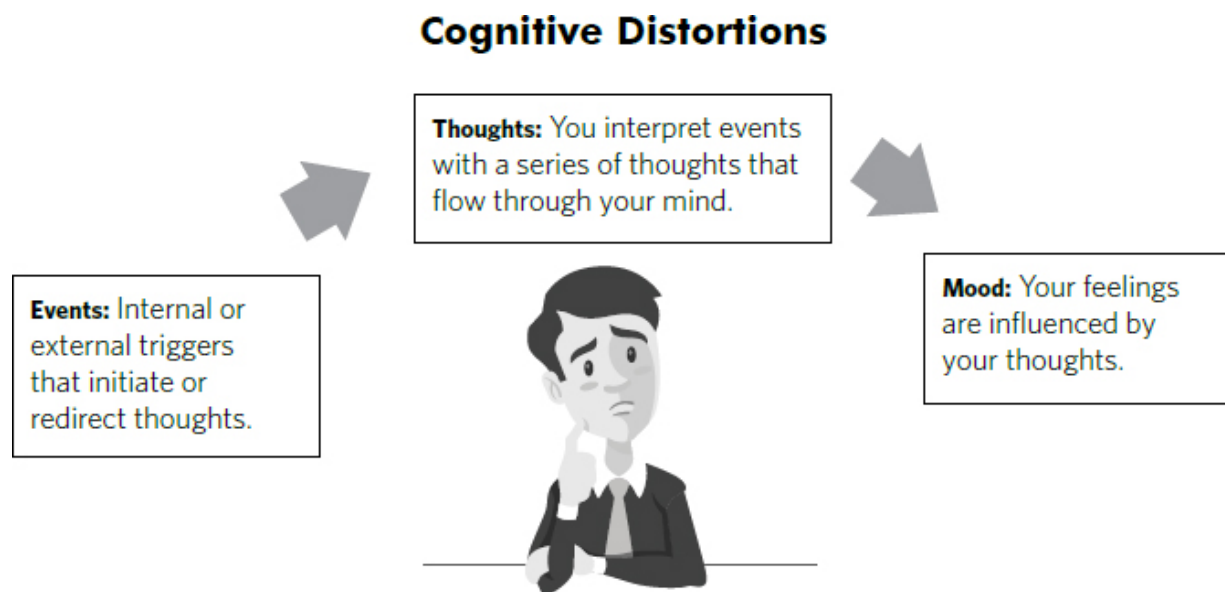 Cognitive Distortions
Thoughts: You interpret events
with a series of thoughts that
flow through your mind.
Events: Internal or
external triggers
that initiate or
redirect thoughts.
Mood: Your feelings
are influenced by
your thoughts.